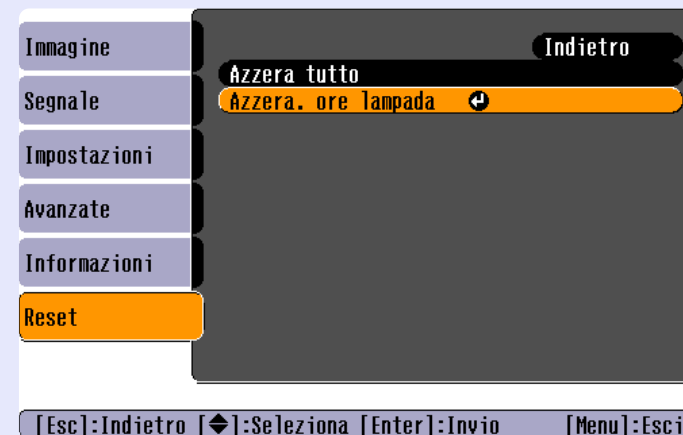 Immagine
Segnale
Impostazioni
Avanzate
Informazioni
Reset
Indietro
Azzera tutto
Azzera. ore lampada
[Esc]:Indietro [◆]:Seleziona [Enter]:Invio [Menu]:Esci